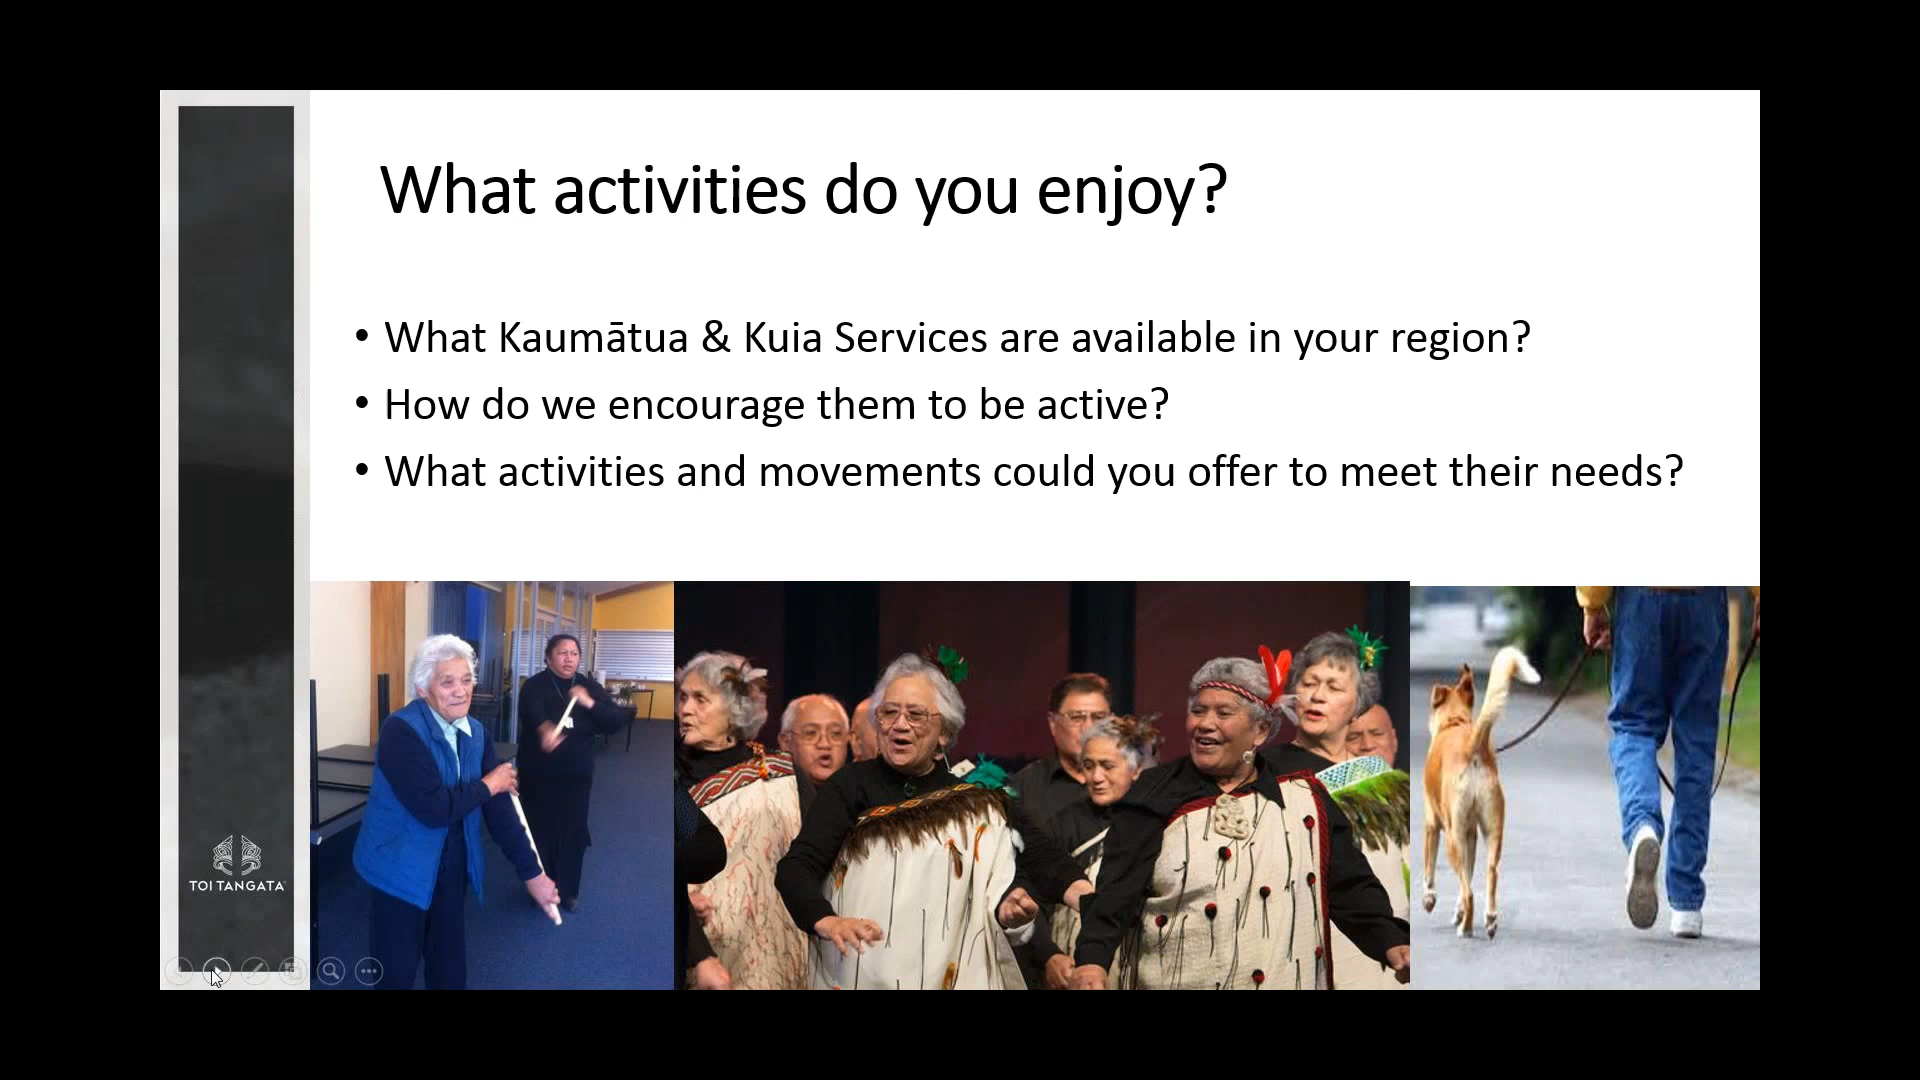 What activities do you enjoy?
• What Kaumātua & Kuia Services are available in your region?
• How do we encourage them to be active?
• What activities and movements could you offer to meet their needs?
TOI TANGATA